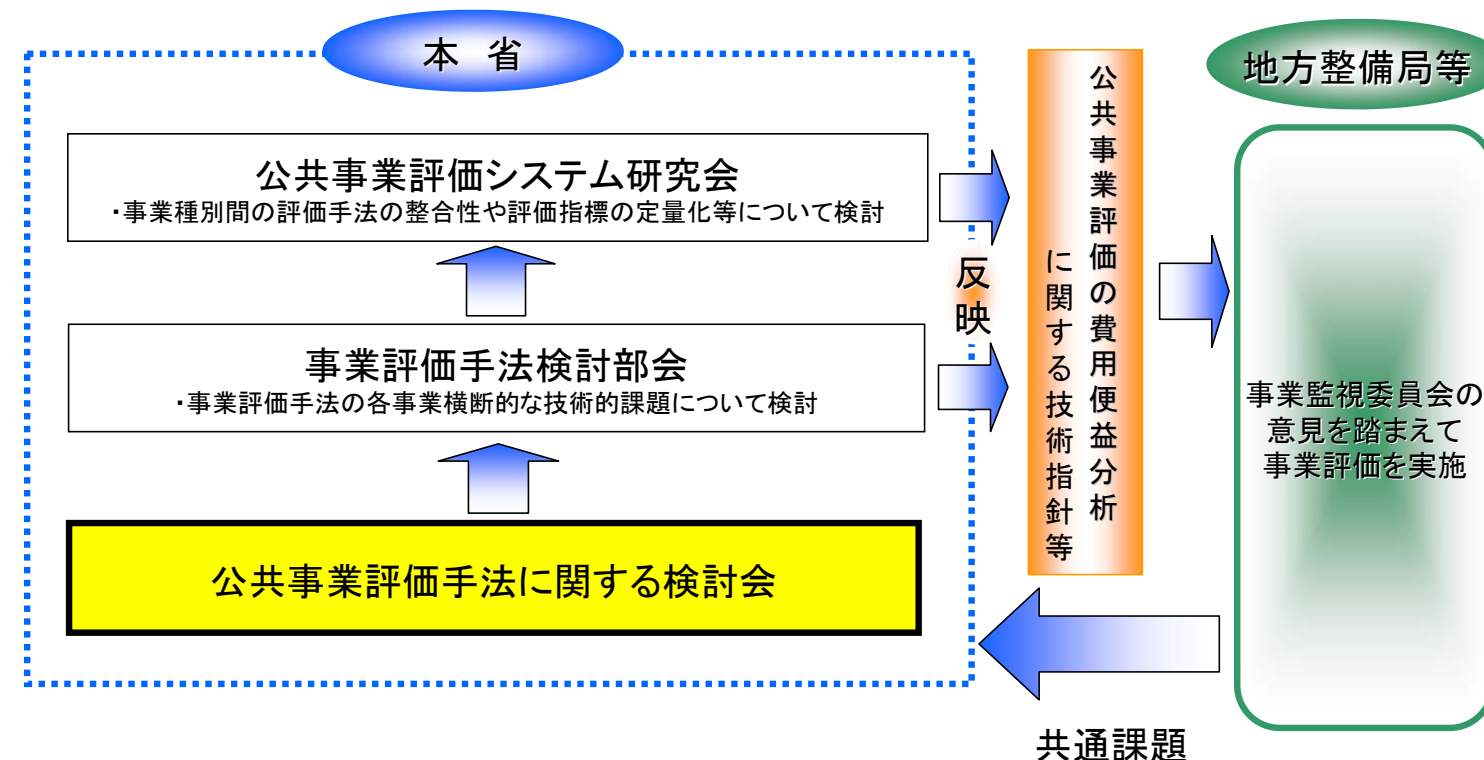 本 省
公共事業評価システム研究会
・事業種別間の評価手法の整合性や評価指標の定量化等について検討
事業評価手法検討部会
・事業評価手法の各事業横断的な技術的課題について検討
公共事業評価手法に関する検討会
反映
公共事業評価の費用便益分析
に関する技術指針等
地方整備局等
事業監視委員会の
意見を踏まえて
事業評価を実施
共通課題